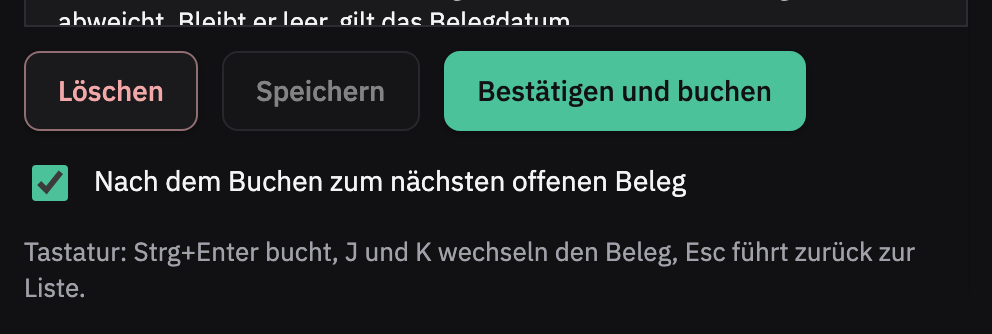 abweicht. Bleibt er leer, gilt das Belegdatum.
Löschen
Speichern
Bestätigen und buchen
Nach dem Buchen zum nächsten offenen Beleg
Tastatur: Strg+Enter bucht, J und K wechseln den Beleg, Esc führt zurück zur
Liste.